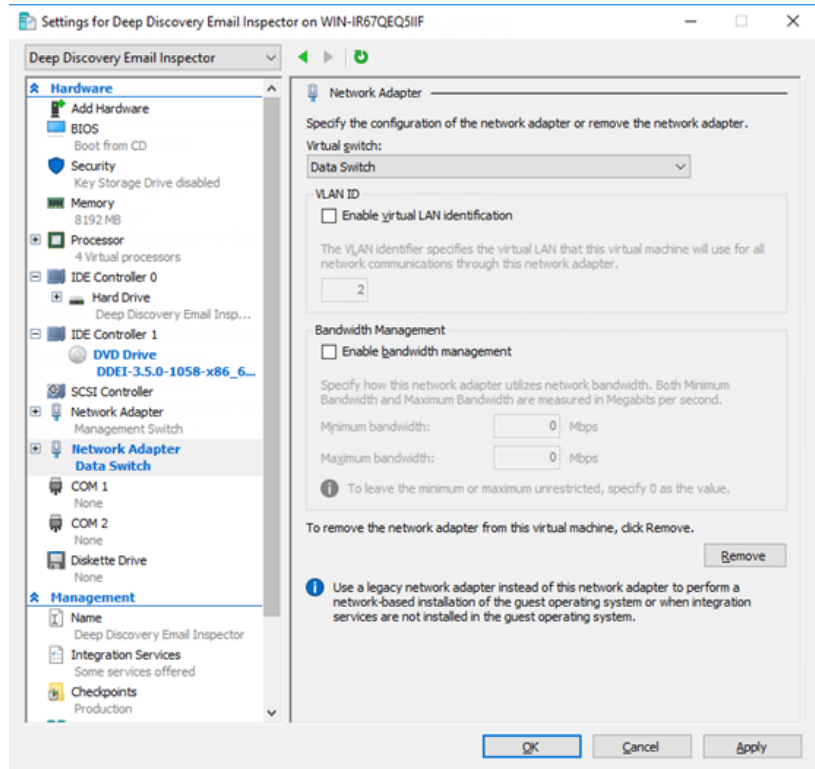 Settings for Deep Discovery Email Inspector on WIN-IR67QEQ5IIF
Deep Discovery Email Inspector
Hardware
Add Hardware
BIOS
Boot from CD
Security
Key Storage Drive disabled
Memory
8192 MB
Processor
4 Virtual processors
IDE Controller 0
Hard Drive
Deep Discovery Email Insp...
IDE Controller 1
DVD Drive
DDEI-3.5.0-1058-x86_6...
SCSI Controller
Network Adapter
Management Switch
Network Adapter
Data Switch
COM 1
None
COM 2
None
Diskette Drive
None
Management
Name
Deep Discovery Email Inspector
Integration Services
Some services offered
Checkpoints
Production
Network Adapter
Specify the configuration of the network adapter or remove the network adapter.
Virtual switch:
Data Switch
VLAN ID
Enable virtual LAN identification
The VLAN identifier specifies the virtual LAN that this virtual machine will use for all
network communications through this network adapter.
2
Bandwidth Management
Enable bandwidth management
Specify how this network adapter utilizes network bandwidth. Both Minimum
Bandwidth and Maximum Bandwidth are measured in Megabits per second.
Minimum bandwidth: 0 Mbps
Maximum bandwidth: 0 Mbps
To leave the minimum or maximum unrestricted, specify 0 as the value.
To remove the network adapter from this virtual machine, click Remove.
Remove
Use a legacy network adapter instead of this network adapter to perform a
network-based installation of the guest operating system or when integration
services are not installed in the guest operating system.
OK Cancel Apply